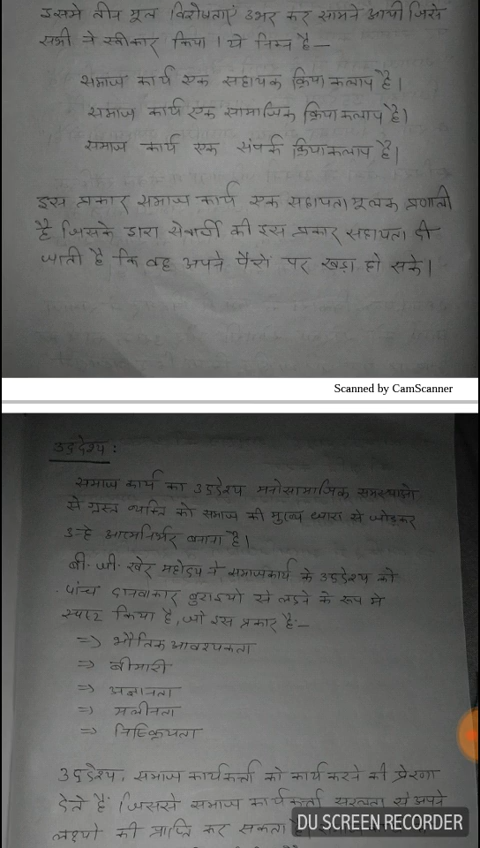 इसमे तीन मूल विशेषताएं उभर कर सामने आयी जिसे
सभी ने स्वीकार किया। ये निम्न है —
समाज कार्य एक सहायक क्रियाकलाप है।
समाज कार्य एक सामाजिक क्रियाकलाप है।
समाज कार्य एक संपर्क क्रियाकलाप है।
इस प्रकार समाज कार्य एक सहायता मूलक प्रणाली
है जिसके द्वारा सेवार्थी की इस प्रकार सहायता दी
जाती है कि वह अपने पैरो पर खड़ा हो सके।
Scanned by CamScanner
उद्देश्य :
समाज कार्य का उद्देश्य मनोसामाजिक समस्याओ
से ग्रस्त व्यक्ति को समाज की मुख्य धारा से जोड़कर
उन्हे आत्मनिर्भर बनाना है।
बी. जी. खेर महोदय ने समाजकार्य के उद्देश्य को
पांच दानवाकार बुराइयो से लड़ने के रूप मे
स्पष्ट किया है, जो इस प्रकार है:—
=> भौतिक आवश्यकता
=> बीमारी
=> अज्ञानता
=> मलीनता
=> निष्क्रियता
उद्देश्य, समाज कार्यकर्त्ता को कार्य करने की प्रेरणा
देते हैं जिससे समाज कार्यकर्त्ता सरलता से अपने
लक्ष्यो की प्राप्ति कर सकता है।
DU SCREEN RECORDER